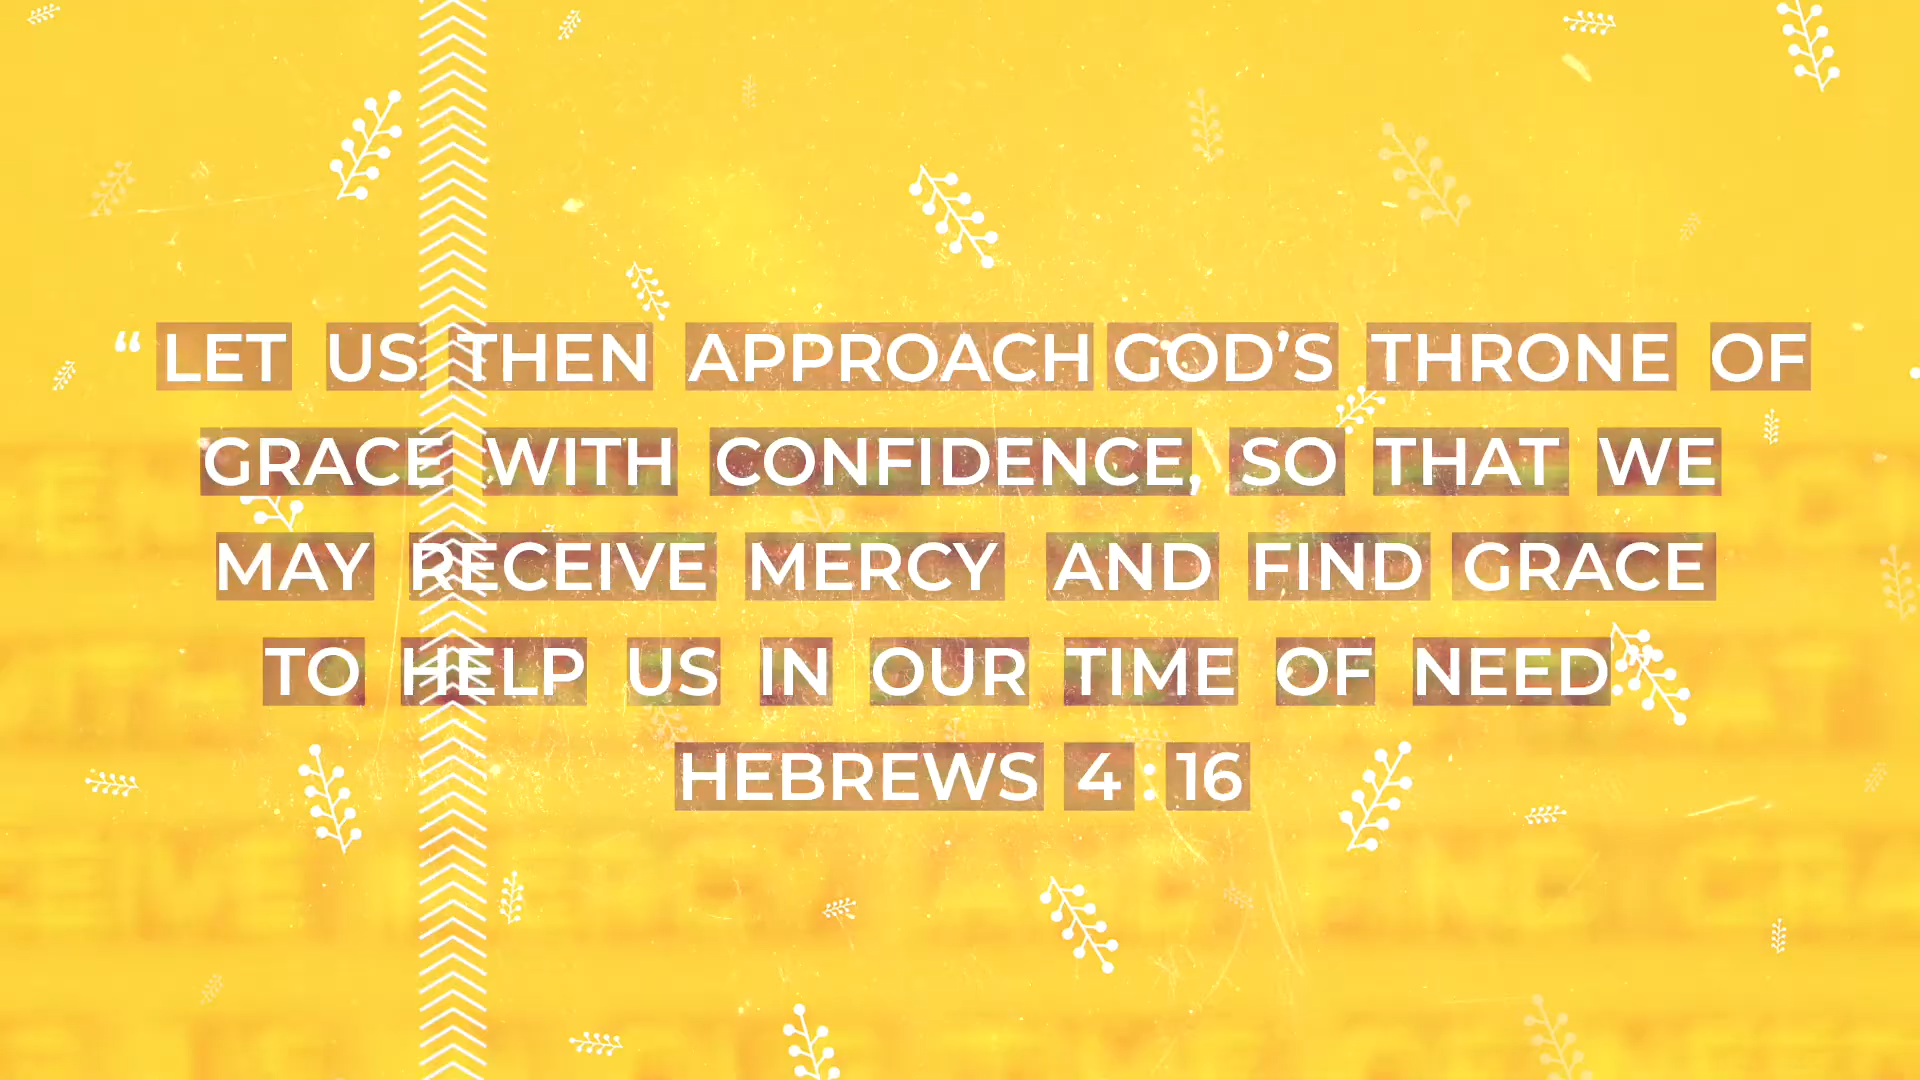 “ LET US THEN APPROACH GOD’S THRONE OF
GRACE WITH CONFIDENCE, SO THAT WE
MAY RECEIVE MERCY AND FIND GRACE
TO HELP US IN OUR TIME OF NEED
HEBREWS 4:16